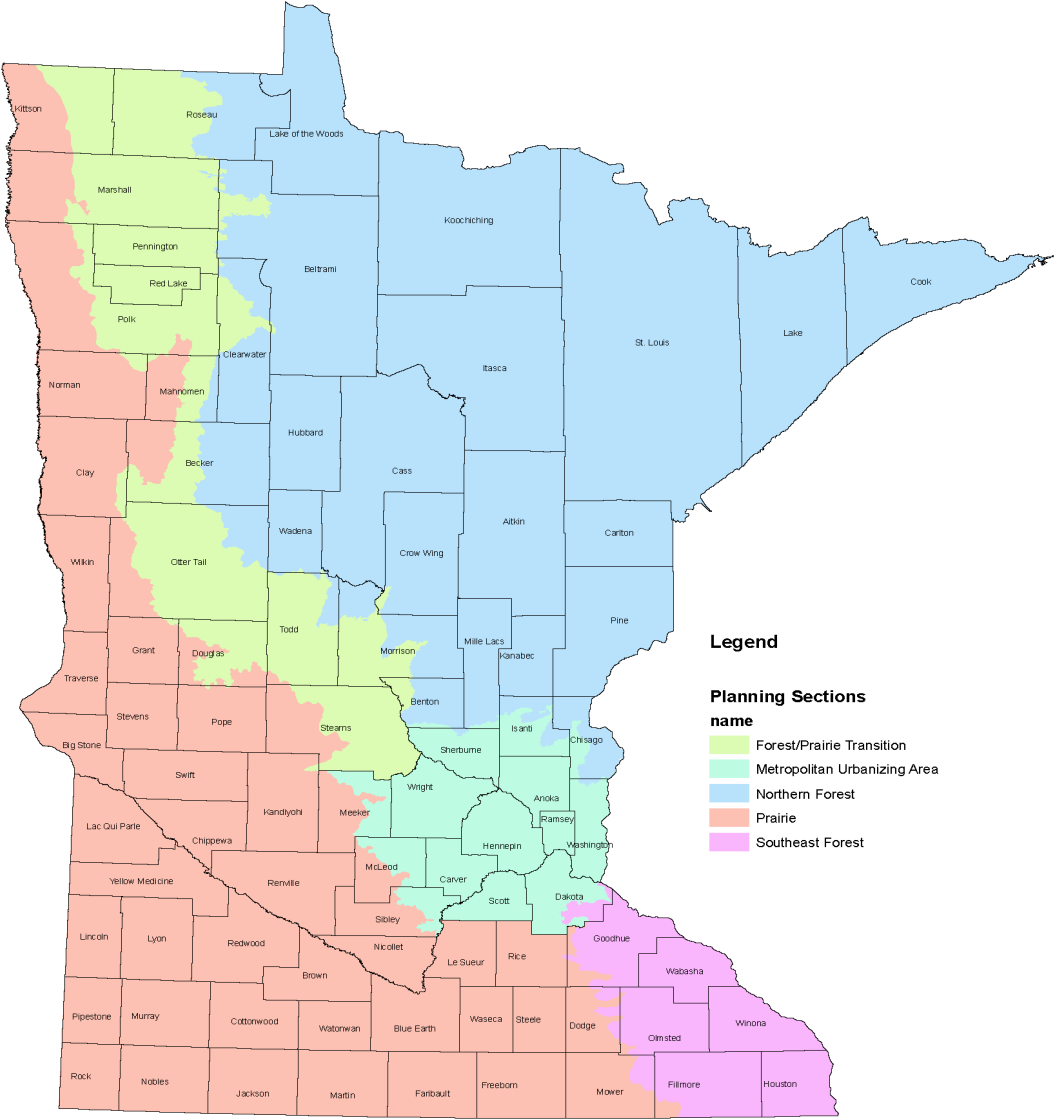 Kittson
Roseau
Lake of the Woods
Marshall
Koochiching
Pennington
Beltrami
Red Lake
Cook
Polk
Lake
St. Louis
Clearwater
Itasca
Norman
Mahnomen
Hubbard
Becker
Cass
Clay
Aitkin
Wadena
Carlton
Crow Wing
Otter Tail
Wilkin
Pine
Todd
Mille Lacs
Legend
Grant
Morrison
Douglas
Kanabec
Traverse
Planning Sections
Benton
name
Stevens
Pope
Stearns
Isanti
Chisago
Forest/Prairie Transition
Big Stone
Sherburne
Metropolitan Urbanizing Area
Swift
Wright
Northern Forest
Anoka
Kandiyohi
Meeker
Ramsey
Prairie
Lac Qui Parle
Chippewa
Hennepin
Washington
Southeast Forest
McLeod
Yellow Medicine
Renville
Carver
Dakota
Scott
Sibley
Lincoln
Lyon
Redwood
Nicollet
Goodhue
Le Sueur
Rice
Brown
Wabasha
Pipestone
Murray
Cottonwood
Watonwan
Blue Earth
Waseca
Steele
Dodge
Winona
Olmsted
Rock
Nobles
Jackson
Martin
Faribault
Freeborn
Mower
Fillmore
Houston